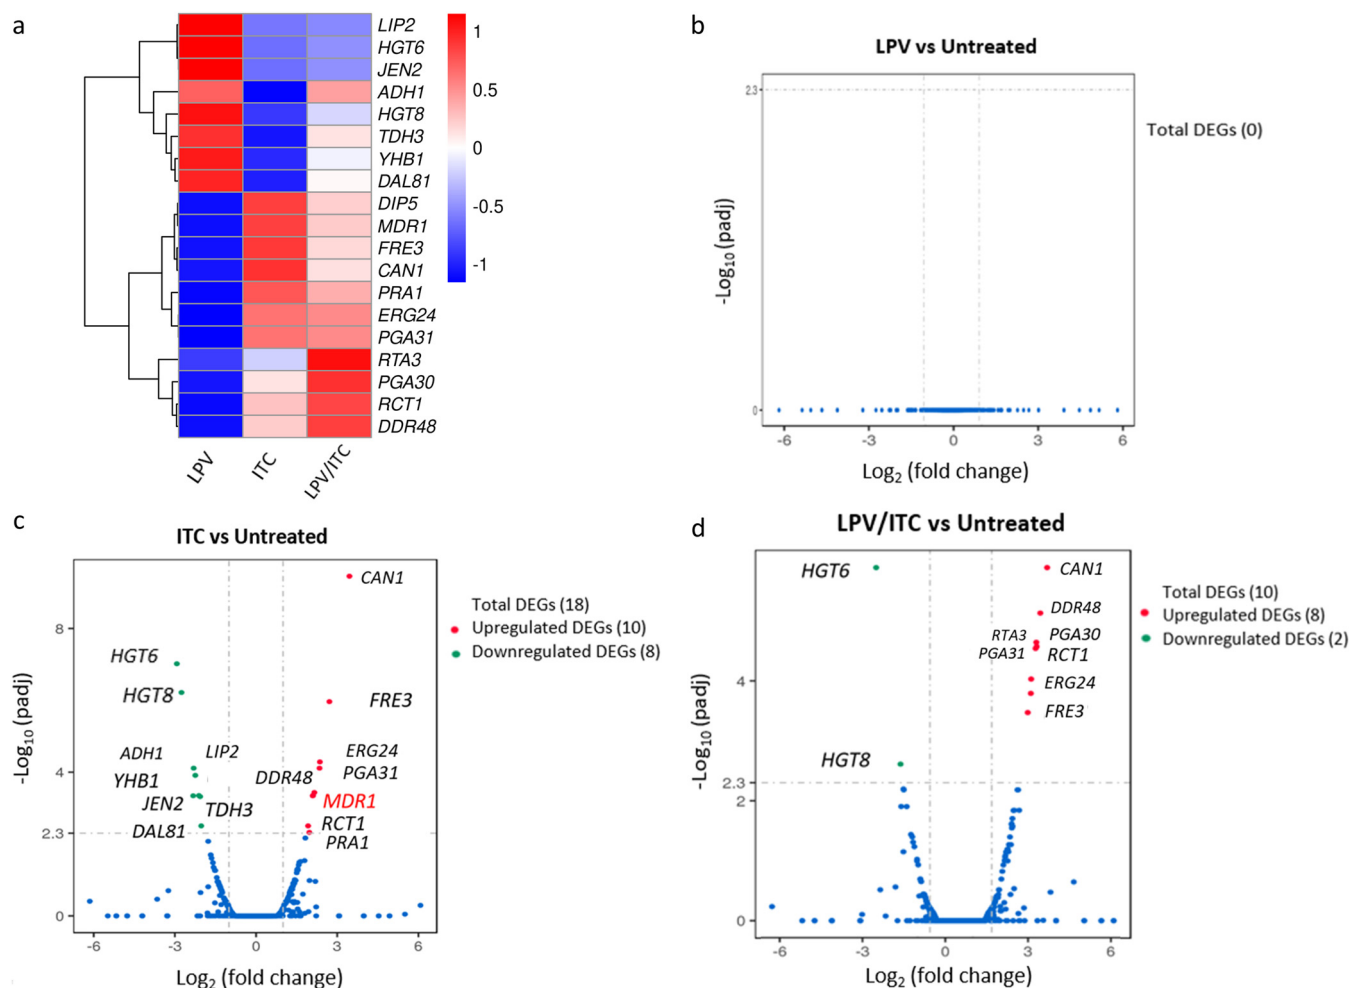 a
LIP2
HGT6
JEN2
ADH1
HGT8
TDH3
YHB1
DAL81
DIP5
MDR1
FRE3
CAN1
PRA1
ERG24
PGA31
RTA3
PGA30
RCT1
DDR48
1
0.5
0
-0.5
-1
LPV
ITC
LPV/ITC
b
LPV vs Untreated
Total DEGs (0)
-Log10 (padj)
23
0
-6 -3 0 3 6
Log2 (fold change)
c
ITC vs Untreated
CAN1
HGT6
HGT8
FRE3
ADH1
LIP2
ERG24
YHB1
DDR48
PGA31
JEN2
TDH3
MDR1
DAL81
RCT1
PRA1
Total DEGs (18)
Upregulated DEGs (10)
Downregulated DEGs (8)
-Log10 (padj)
8
4
2.3
0
-6 -3 0 3 6
Log2 (fold change)
d
LPV/ITC vs Untreated
HGT6
CAN1
DDR48
RTA3
PGA30
PGA31
RCT1
ERG24
FRE3
HGT8
Total DEGs (10)
Upregulated DEGs (8)
Downregulated DEGs (2)
-Log10 (padj)
4
2.3
2
0
-6 -3 0 3 6
Log2 (fold change)